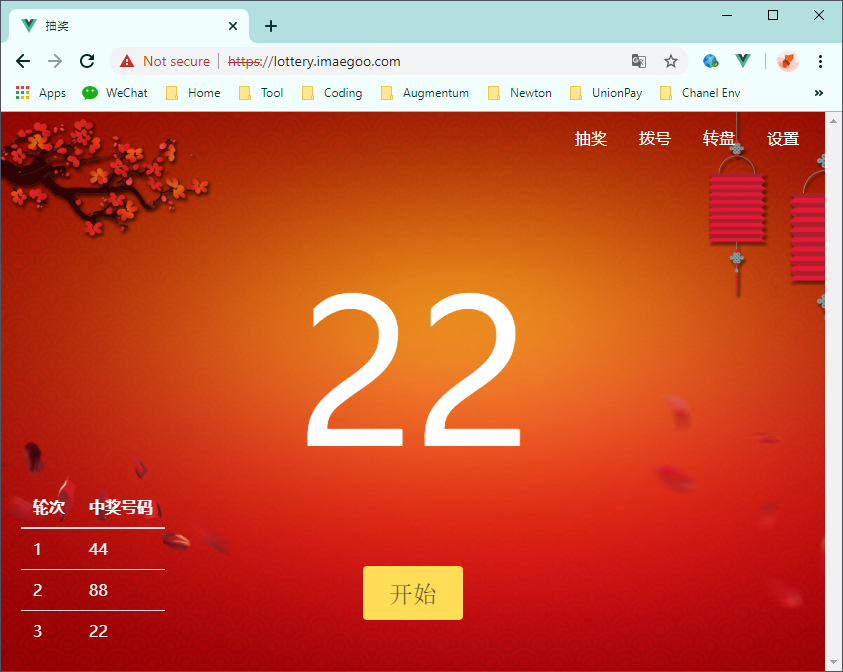 抽奖
Not secure https://lottery.imaegoo.com
Apps WeChat Home Tool Coding Augmentum Newton UnionPay Chanel Env »
抽奖 拨号 转盘 设置
22
轮次 中奖号码
1 44
2 88
3 22
开始